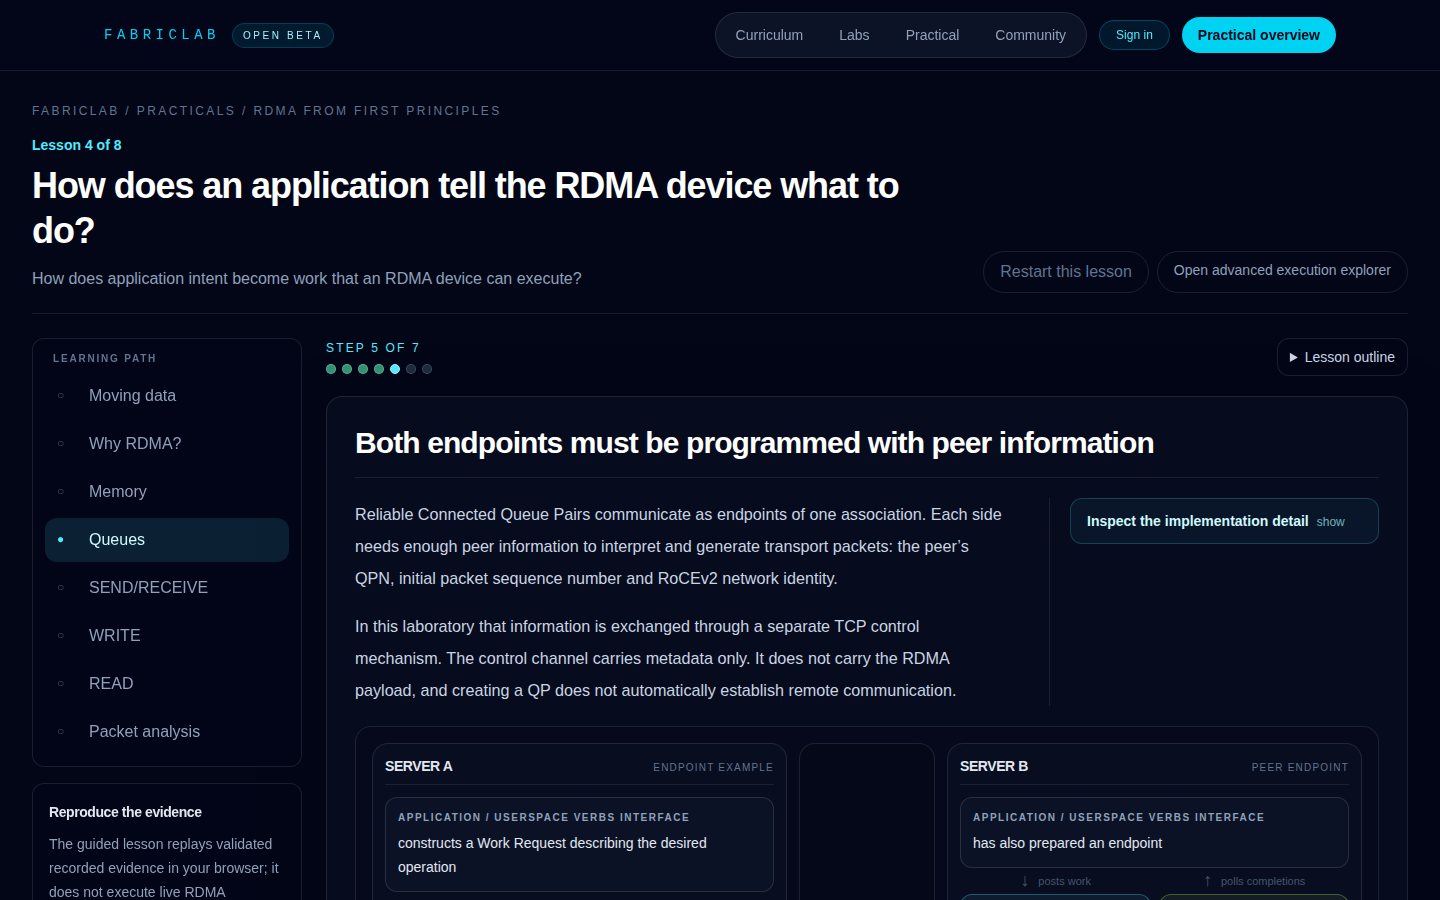 FABRICLAB OPEN BETA Curriculum Labs Practical Community Sign in Practical overview
FABRICLAB / PRACTICALS / RDMA FROM FIRST PRINCIPLES
Lesson 4 of 8
How does an application tell the RDMA device what to
do?
How does application intent become work that an RDMA device can execute?
Restart this lesson Open advanced execution explorer
LEARNING PATH
Moving data
Why RDMA?
Memory
Queues
SEND/RECEIVE
WRITE
READ
Packet analysis
Reproduce the evidence
The guided lesson replays validated
recorded evidence in your browser; it
does not execute live RDMA
STEP 5 OF 7
▶ Lesson outline
Both endpoints must be programmed with peer information
Reliable Connected Queue Pairs communicate as endpoints of one association. Each side
needs enough peer information to interpret and generate transport packets: the peer’s
QPN, initial packet sequence number and RoCEv2 network identity.
In this laboratory that information is exchanged through a separate TCP control
mechanism. The control channel carries metadata only. It does not carry the RDMA
payload, and creating a QP does not automatically establish remote communication.
Inspect the implementation detail show
SERVER A ENDPOINT EXAMPLE
APPLICATION / USERSPACE VERBS INTERFACE
constructs a Work Request describing the desired
operation
SERVER B PEER ENDPOINT
APPLICATION / USERSPACE VERBS INTERFACE
has also prepared an endpoint
↓ posts work ↑ polls completions